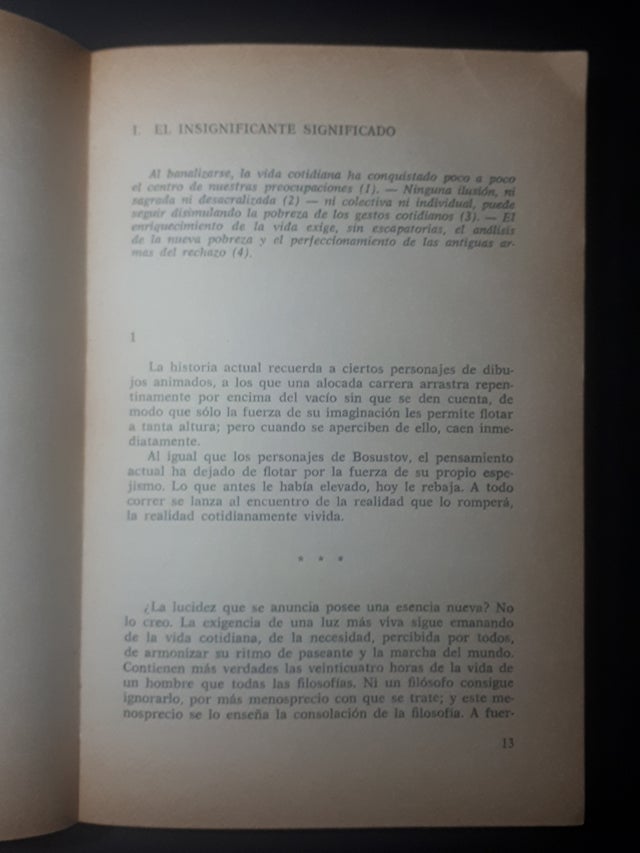 I. EL INSIGNIFICANTE SIGNIFICADO
Al banalizarse, la vida cotidiana ha conquistado poco a poco
el centro de nuestras preocupaciones (1). — Ninguna ilusión, ni
sagrada ni desacralizada (2) — ni colectiva ni individual, puede
seguir disimulando la pobreza de los gestos cotidianos (3). — El
enriquecimiento de la vida exige, sin escapatorias, el análisis
de la nueva pobreza y el perfeccionamiento de las antiguas ar-
mas del rechazo (4).
1
La historia actual recuerda a ciertos personajes de dibu-
jos animados, a los que una alocada carrera arrastra repen-
tinamente por encima del vacío sin que se den cuenta, de
modo que sólo la fuerza de su imaginación les permite flotar
a tanta altura; pero cuando se aperciben de ello, caen inme-
diatamente.
Al igual que los personajes de Bosustov, el pensamiento
actual ha dejado de flotar por la fuerza de su propio espe-
jismo. Lo que antes le había elevado, hoy le rebaja. A todo
correr se lanza al encuentro de la realidad que lo romperá,
la realidad cotidianamente vivida.
* * *
¿La lucidez que se anuncia posee una esencia nueva? No
lo creo. La exigencia de una luz más viva sigue emanando
de la vida cotidiana, de la necesidad, percibida por todos,
de armonizar su ritmo de paseante y la marcha del mundo.
Contienen más verdades las veinticuatro horas de la vida de
un hombre que todas las filosofías. Ni un filósofo consigue
ignorarlo, por más menosprecio con que se trate; y este me-
nosprecio se lo enseña la consolación de la filosofía. A fuer-
13